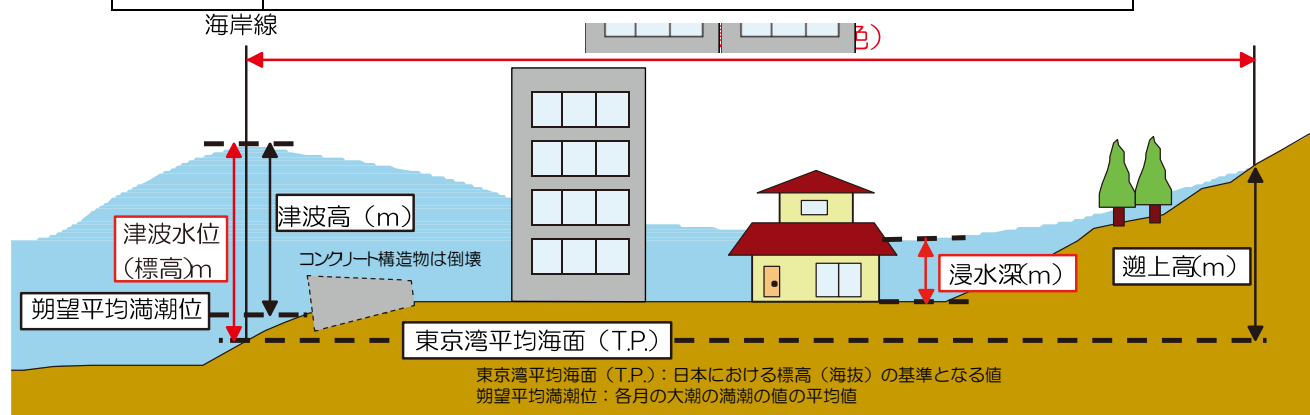 海岸線
色)
津波高（m）
津波水位
(標高)m
コンクリート構造物は倒壊
朔望平均満潮位
浸水深(m)
遡上高(m)
東京湾平均海面（T.P.）
東京湾平均海面（T.P.）：日本における標高（海抜）の基準となる値
朔望平均満潮位：各月の大潮の満潮の値の平均値